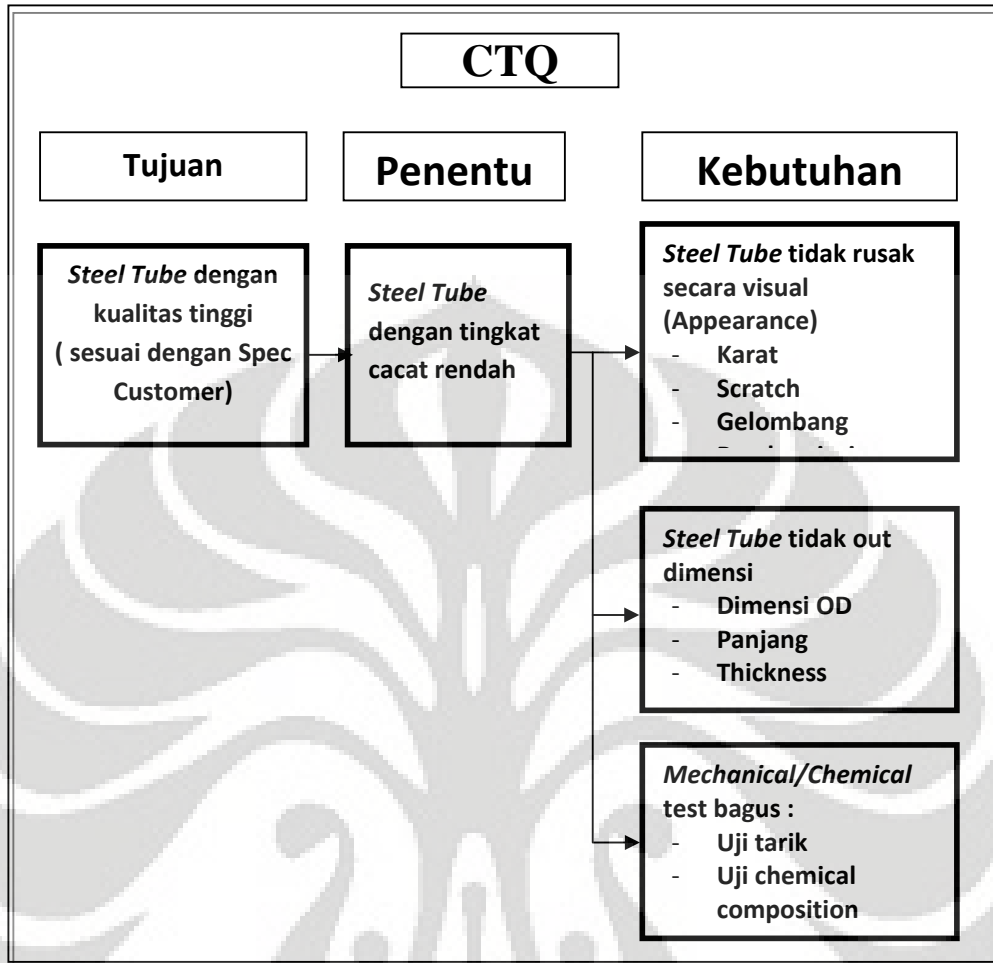 CTQ
Tujuan
Penentu
Kebutuhan
Steel Tube dengan
kualitas tinggi
( sesuai dengan Spec
Customer)
Steel Tube
dengan tingkat
cacat rendah
Steel Tube tidak rusak
secara visual
(Appearance)
- Karat
- Scratch
- Gelombang
Steel Tube tidak out
dimensi
- Dimensi OD
- Panjang
- Thickness
Mechanical/Chemical
test bagus :
- Uji tarik
- Uji chemical
composition